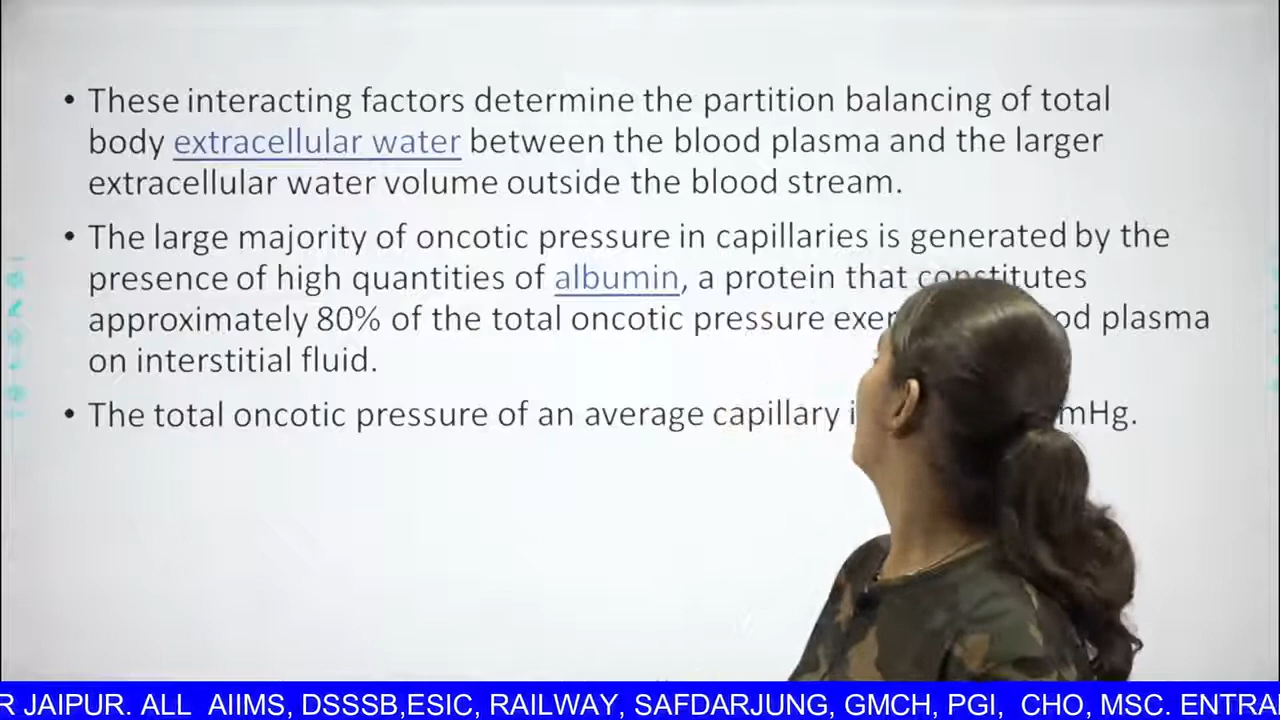 • These interacting factors determine the partition balancing of total
body extracellular water between the blood plasma and the larger
extracellular water volume outside the blood stream.
• The large majority of oncotic pressure in capillaries is generated by the
presence of high quantities of albumin, a protein that constitutes
approximately 80% of the total oncotic pressure plasma
on interstitial fluid.
• The total oncotic pressure of an average capillary mmHg.
R JAIPUR. ALL AIIMS, DSSSB,ESIC, RAILWAY, SAFDARJUNG, GMCH, PGI, CHO, MSC. ENTRA